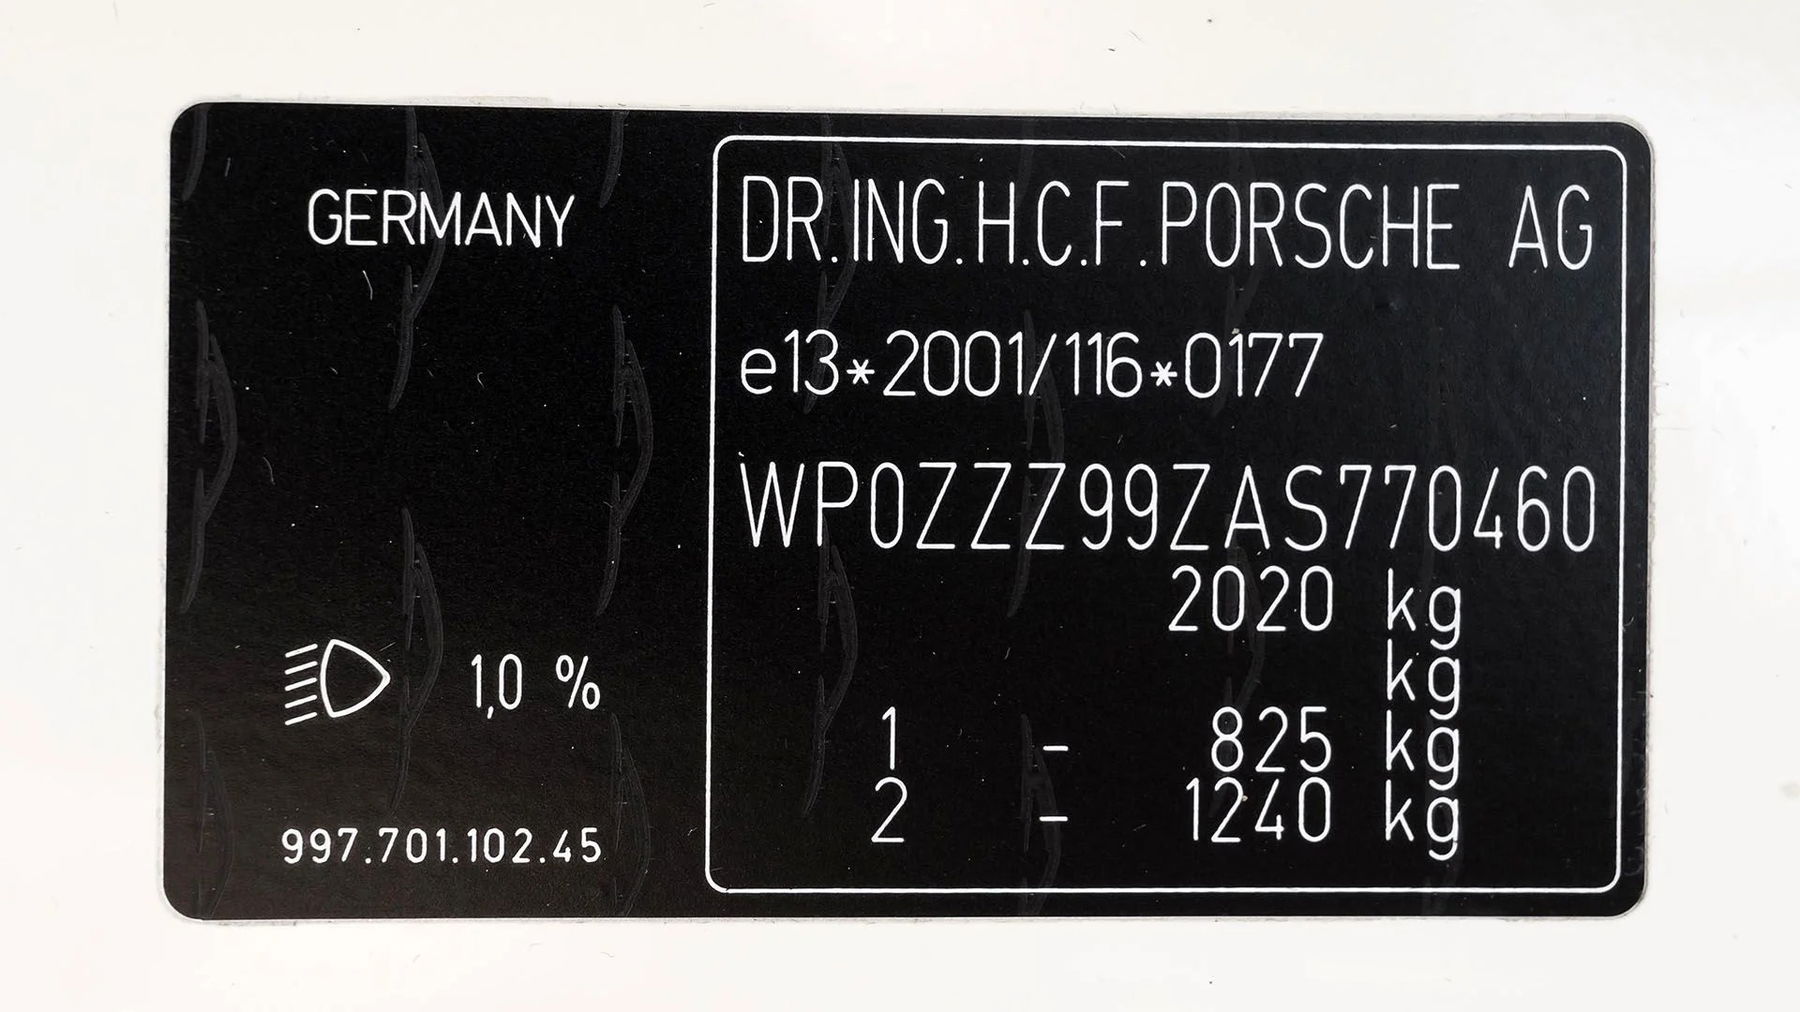 GERMANY
1,0 %
997.701.102.45
DR.ING.H.C.F.PORSCHE AG
e13*2001/116*0177
WP0ZZZ99ZAS770460
2020 kg
kg
1 - 825 kg
2 - 1240 kg